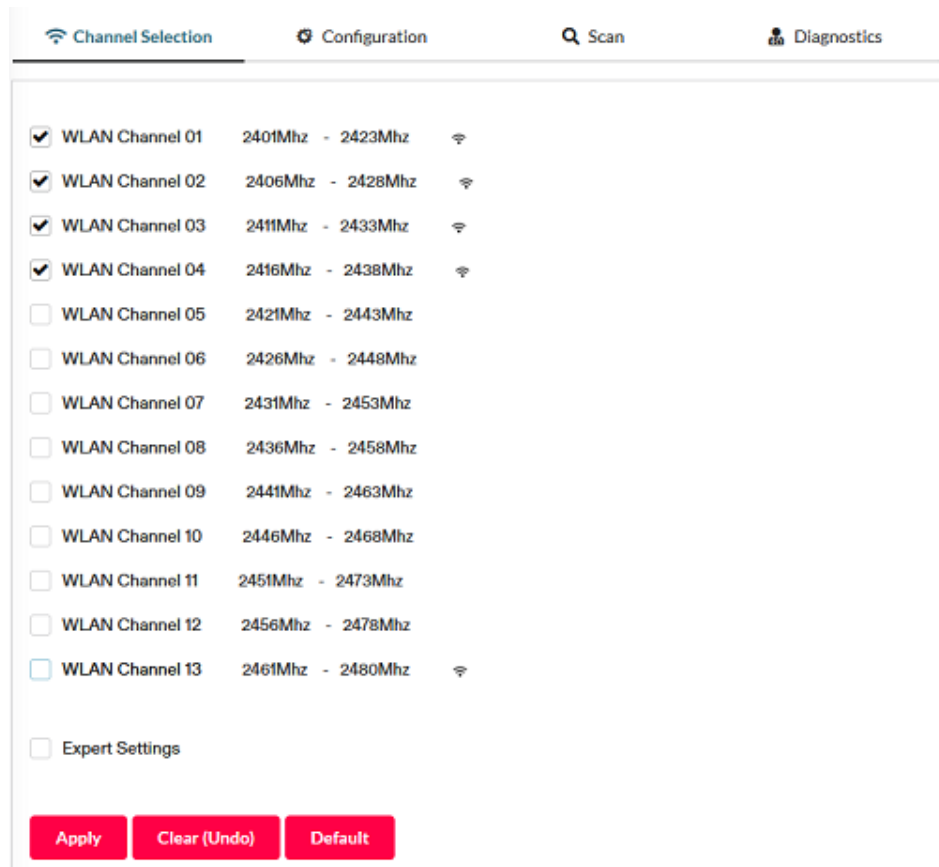 Channel Selection Configuration Scan Diagnostics
WLAN Channel 01 2401Mhz - 2423Mhz
WLAN Channel 02 2406Mhz - 2428Mhz
WLAN Channel 03 2411Mhz - 2433Mhz
WLAN Channel 04 2416Mhz - 2438Mhz
WLAN Channel 05 2421Mhz - 2443Mhz
WLAN Channel 06 2426Mhz - 2448Mhz
WLAN Channel 07 2431Mhz - 2453Mhz
WLAN Channel 08 2436Mhz - 2458Mhz
WLAN Channel 09 2441Mhz - 2463Mhz
WLAN Channel 10 2446Mhz - 2468Mhz
WLAN Channel 11 2451Mhz - 2473Mhz
WLAN Channel 12 2456Mhz - 2478Mhz
WLAN Channel 13 2461Mhz - 2480Mhz
Expert Settings
Apply Clear (Undo) Default